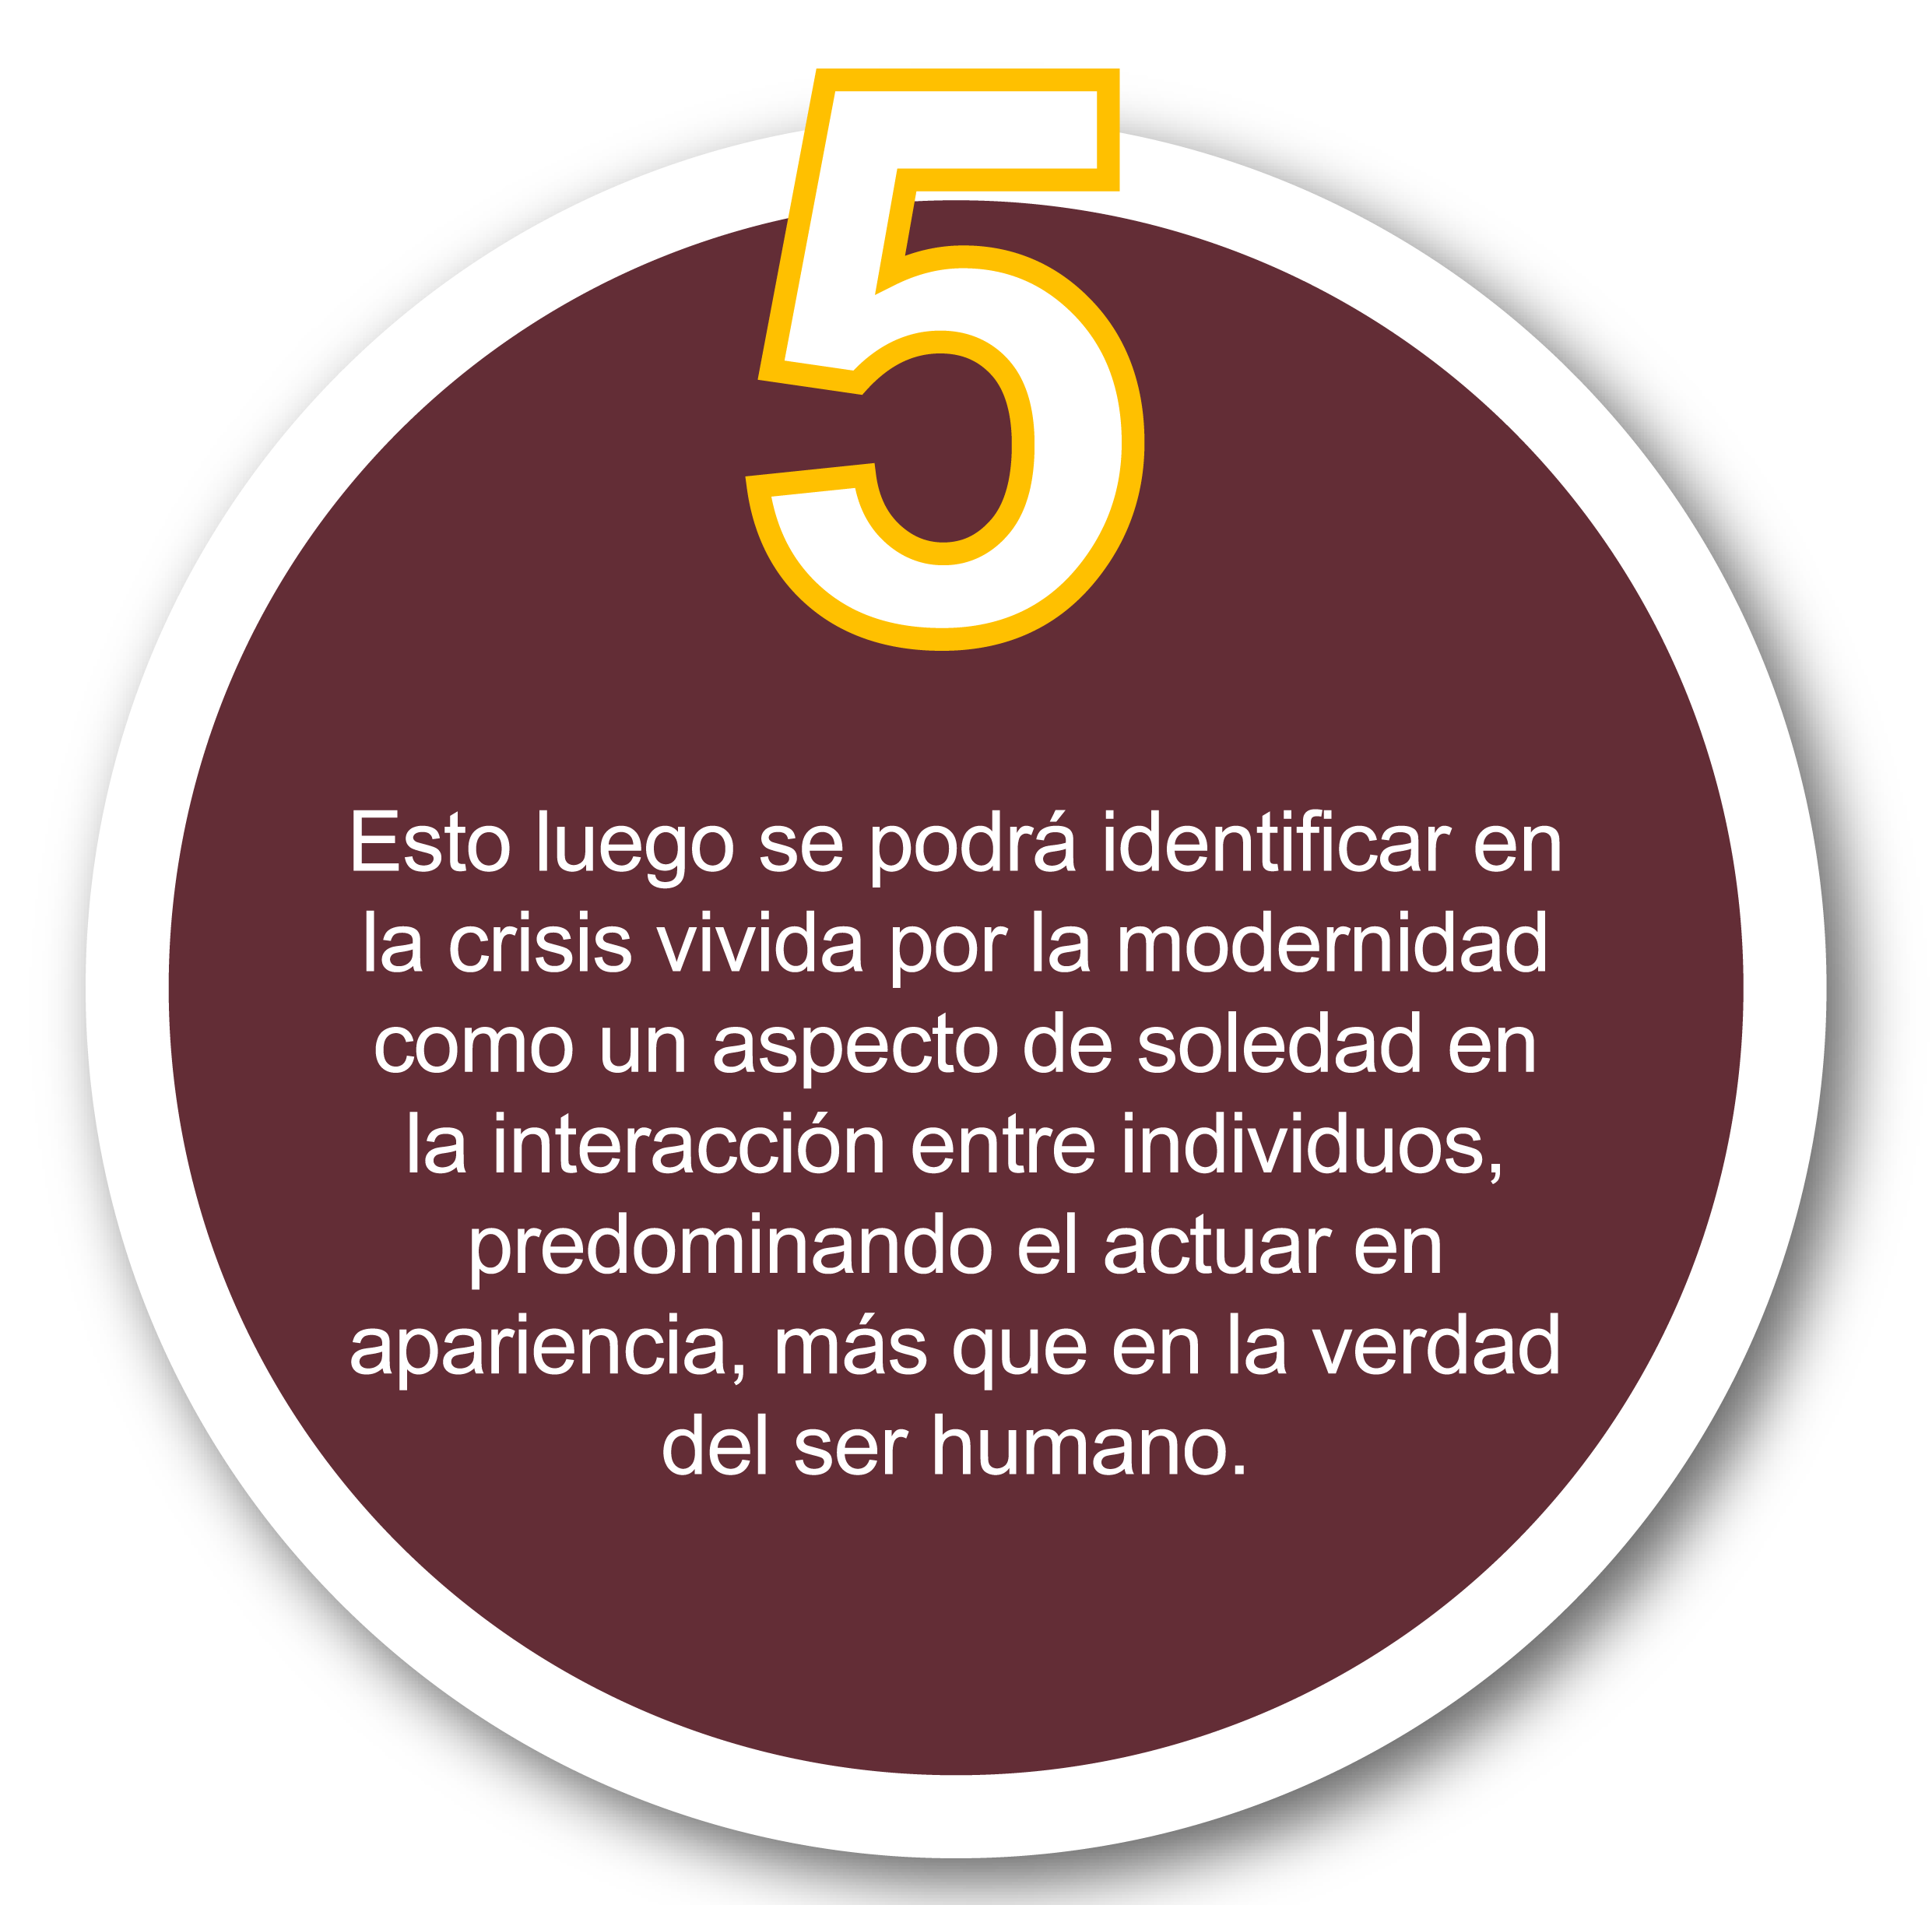 5
Esto luego se podrá identificar en
la crisis vivida por la modernidad
como un aspecto de soledad en
la interacción entre individuos,
predominando el actuar en
apariencia, más que en la verdad
del ser humano.